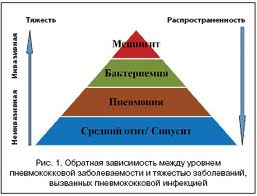 Тяжесть
Распространенность
Менингит
Бактериемия
Пневмония
Средний отит/ Синусит
Инвазивная
Неинвазивная
Рис. 1. Обратная зависимость между уровнем
пневмококковой заболеваемости и тяжестью заболеваний,
вызванных пневмококковой инфекцией